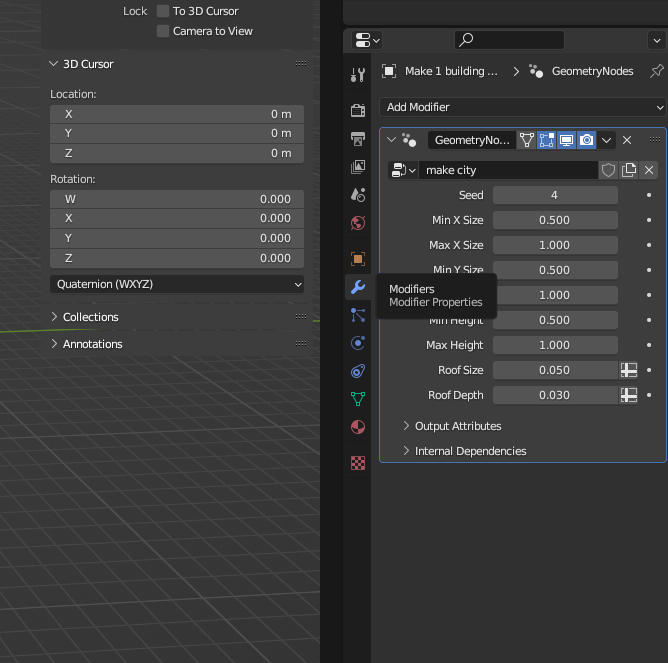 Lock To 3D Cursor
Camera to View
3D Cursor
Location:
X 0 m
Y 0 m
Z 0 m
Rotation:
W 0.000
X 0.000
Y 0.000
Z 0.000
Quaternion (WXYZ)
Collections
Annotations
Make 1 building ... GeometryNodes
Add Modifier
GeometryNo...
make city
Seed 4
Min X Size 0.500
Max X Size 1.000
Min Y Size 0.500
1.000
Modifiers
Modifier Properties
Min Height 0.500
Max Height 1.000
Roof Size 0.050
Roof Depth 0.030
Output Attributes
Internal Dependencies